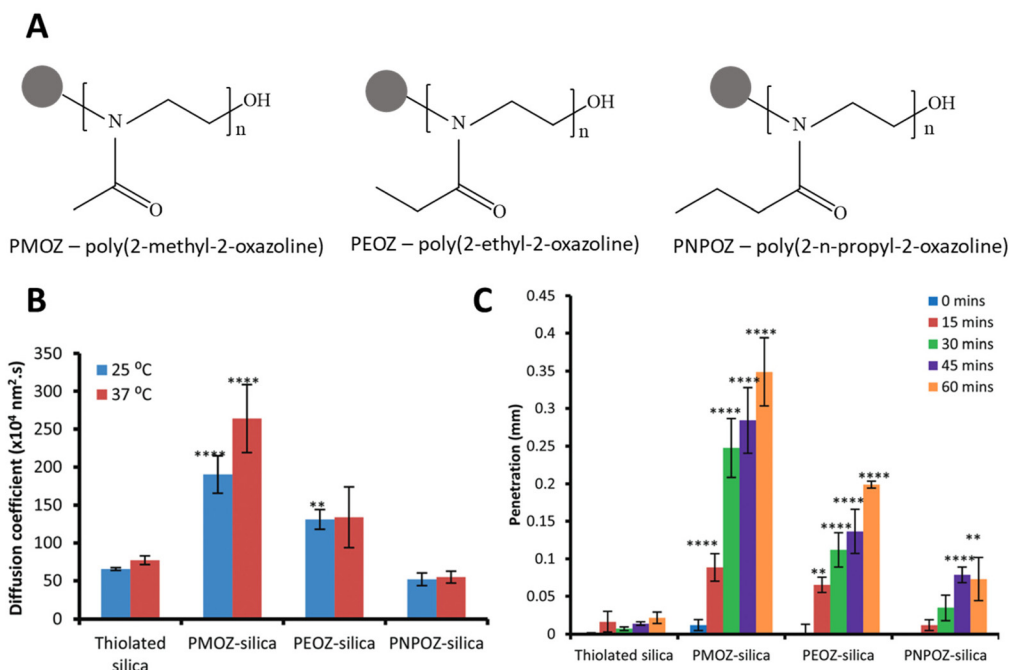 A
N
OH
n
O
N
OH
n
O
N
OH
n
O
PMOZ – poly(2-methyl-2-oxazoline)
PEOZ – poly(2-ethyl-2-oxazoline)
PNPOZ – poly(2-n-propyl-2-oxazoline)
B
Diffusion coefficient (x10⁴ nm².s)
350
300
250
200
150
100
50
0
25 ⁰C
37 ⁰C
****
****
**
Thiolated
silica
PMOZ-silica
PEOZ-silica
PNPOZ-silica
C
Penetration (mm)
0.45
0.4
0.35
0.3
0.25
0.2
0.15
0.1
0.05
0
0 mins
15 mins
30 mins
45 mins
60 mins
****
****
****
****
**
****
****
****
****
**
Thiolated silica
PMOZ-silica
PEOZ-silica
PNPOZ-silica